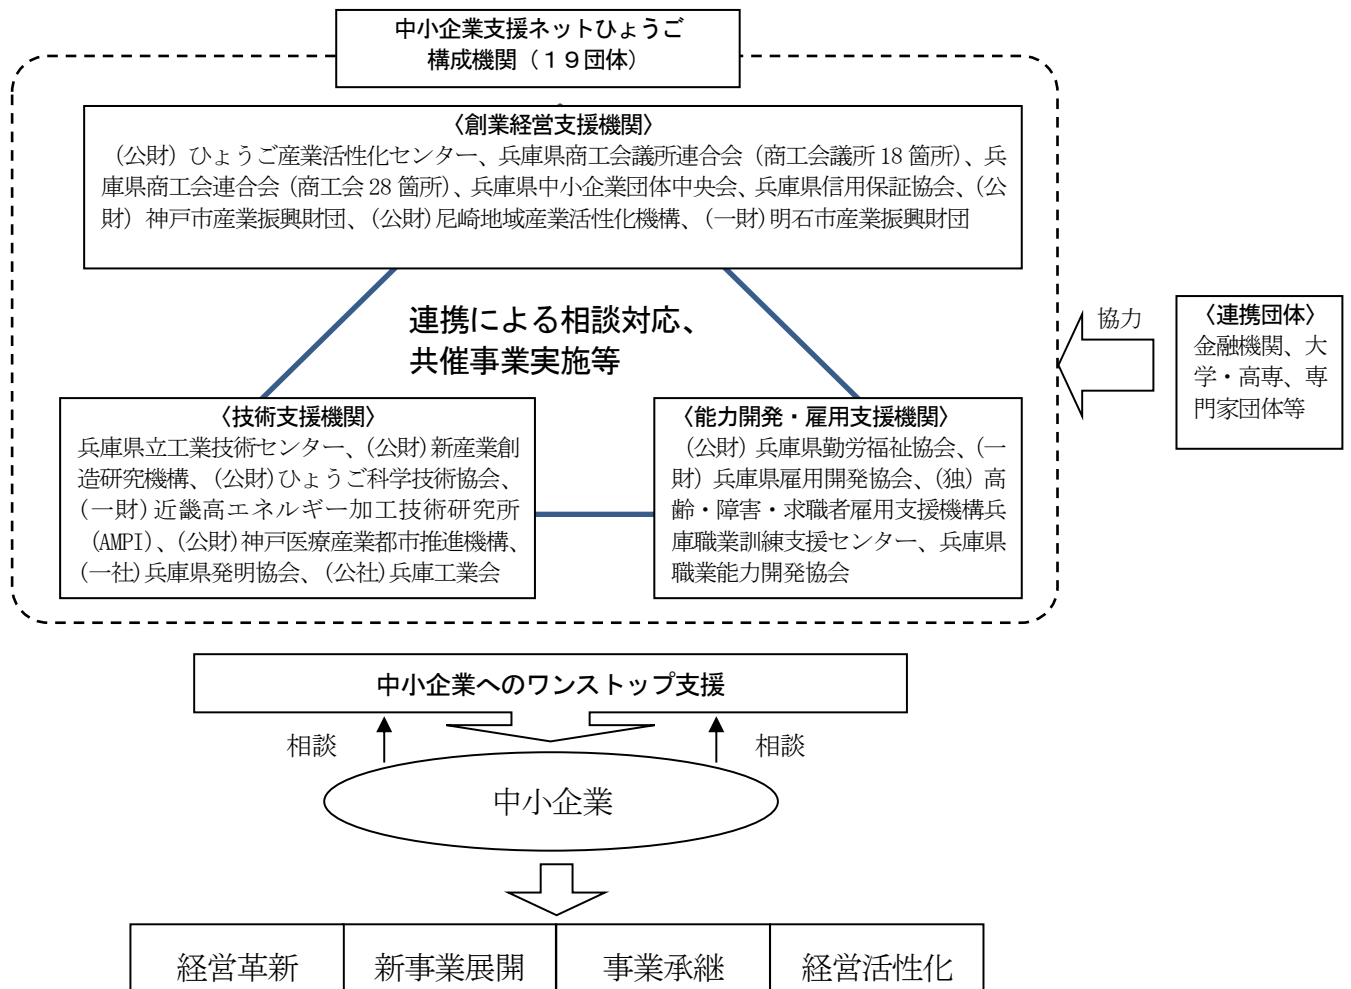 中小企業支援ネットひょうご
構成機関（１９団体）
〈創業経営支援機関〉
（公財）ひょうご産業活性化センター、兵庫県商工会議所連合会（商工会議所 18 箇所）、兵
庫県商工会連合会（商工会 28 箇所）、兵庫県中小企業団体中央会、兵庫県信用保証協会、（公
財）神戸市産業振興財団、（公財）尼崎地域産業活性化機構、（一財）明石市産業振興財団
連携による相談対応、
共催事業実施等
協力
〈連携団体〉
金融機関、大
学・高専、専
門家団体等
〈技術支援機関〉
兵庫県立工業技術センター、（公財）新産業創
造研究機構、（公財）ひょうご科学技術協会、
（一財）近畿高エネルギー加工技術研究所
（AMPI）、（公財）神戸医療産業都市推進機構、
（一社）兵庫県発明協会、（公社）兵庫工業会
〈能力開発・雇用支援機関〉
（公財）兵庫県勤労福祉協会、（一
財）兵庫県雇用開発協会、（独）高
齢・障害・求職者雇用支援機構兵
庫職業訓練支援センター、兵庫県
職業能力開発協会
中小企業へのワンストップ支援
相談
相談
中小企業
経営革新
新事業展開
事業承継
経営活性化